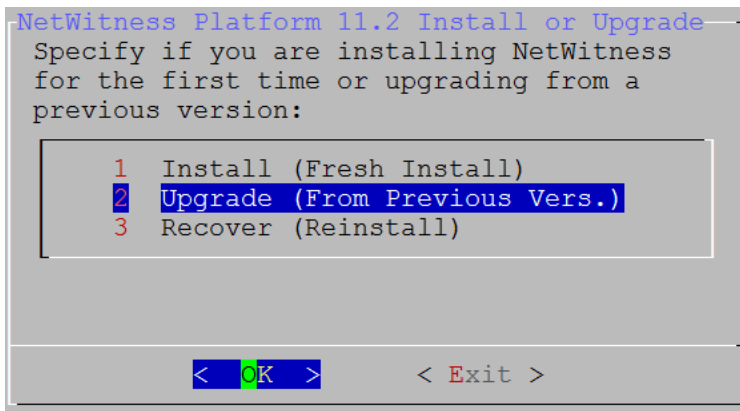 NetWitness Platform 11.2 Install or Upgrade
Specify if you are installing NetWitness
for the first time or upgrading from a
previous version:
1 Install (Fresh Install)
2 Upgrade (From Previous Vers.)
3 Recover (Reinstall)
< OK > < Exit >